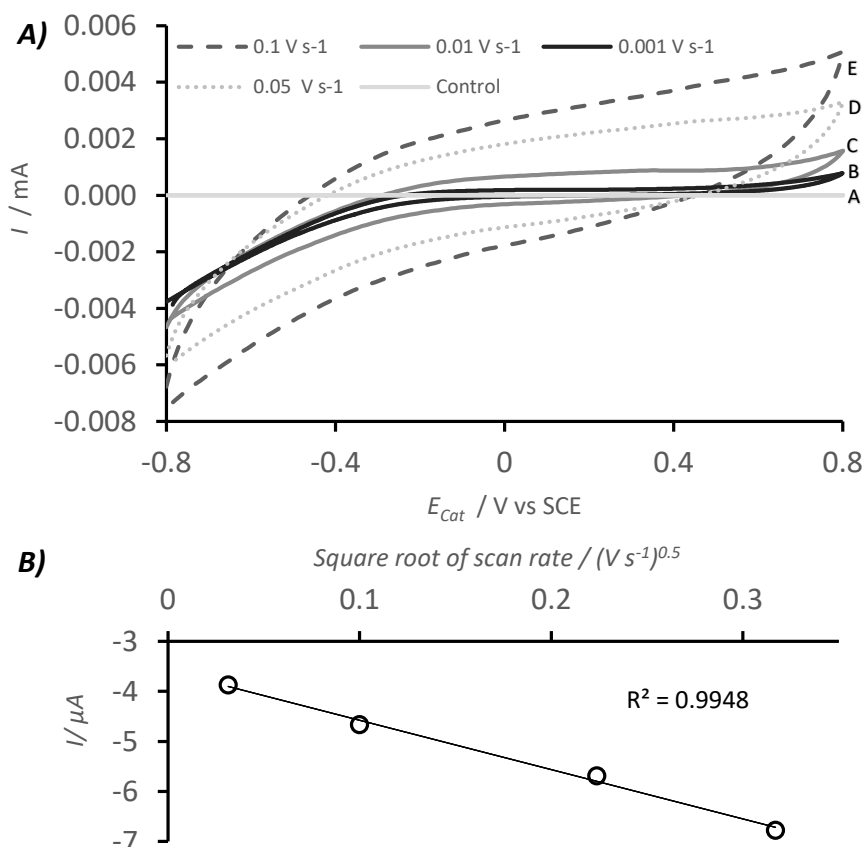 A)
0.006
0.1 V s-1 0.01 V s-1 0.001 V s-1
0.05 V s-1 Control
0.004
0.002
0.000
-0.002
-0.004
-0.006
-0.008
I / mA
E
D
C
B
A
-0.8 -0.4 0 0.4 0.8
E_Cat / V vs SCE
B)
Square root of scan rate / (V s⁻¹)⁰·⁵
0 0.1 0.2 0.3
-3
-4
-5
-6
-7
I/ µA
R² = 0.9948